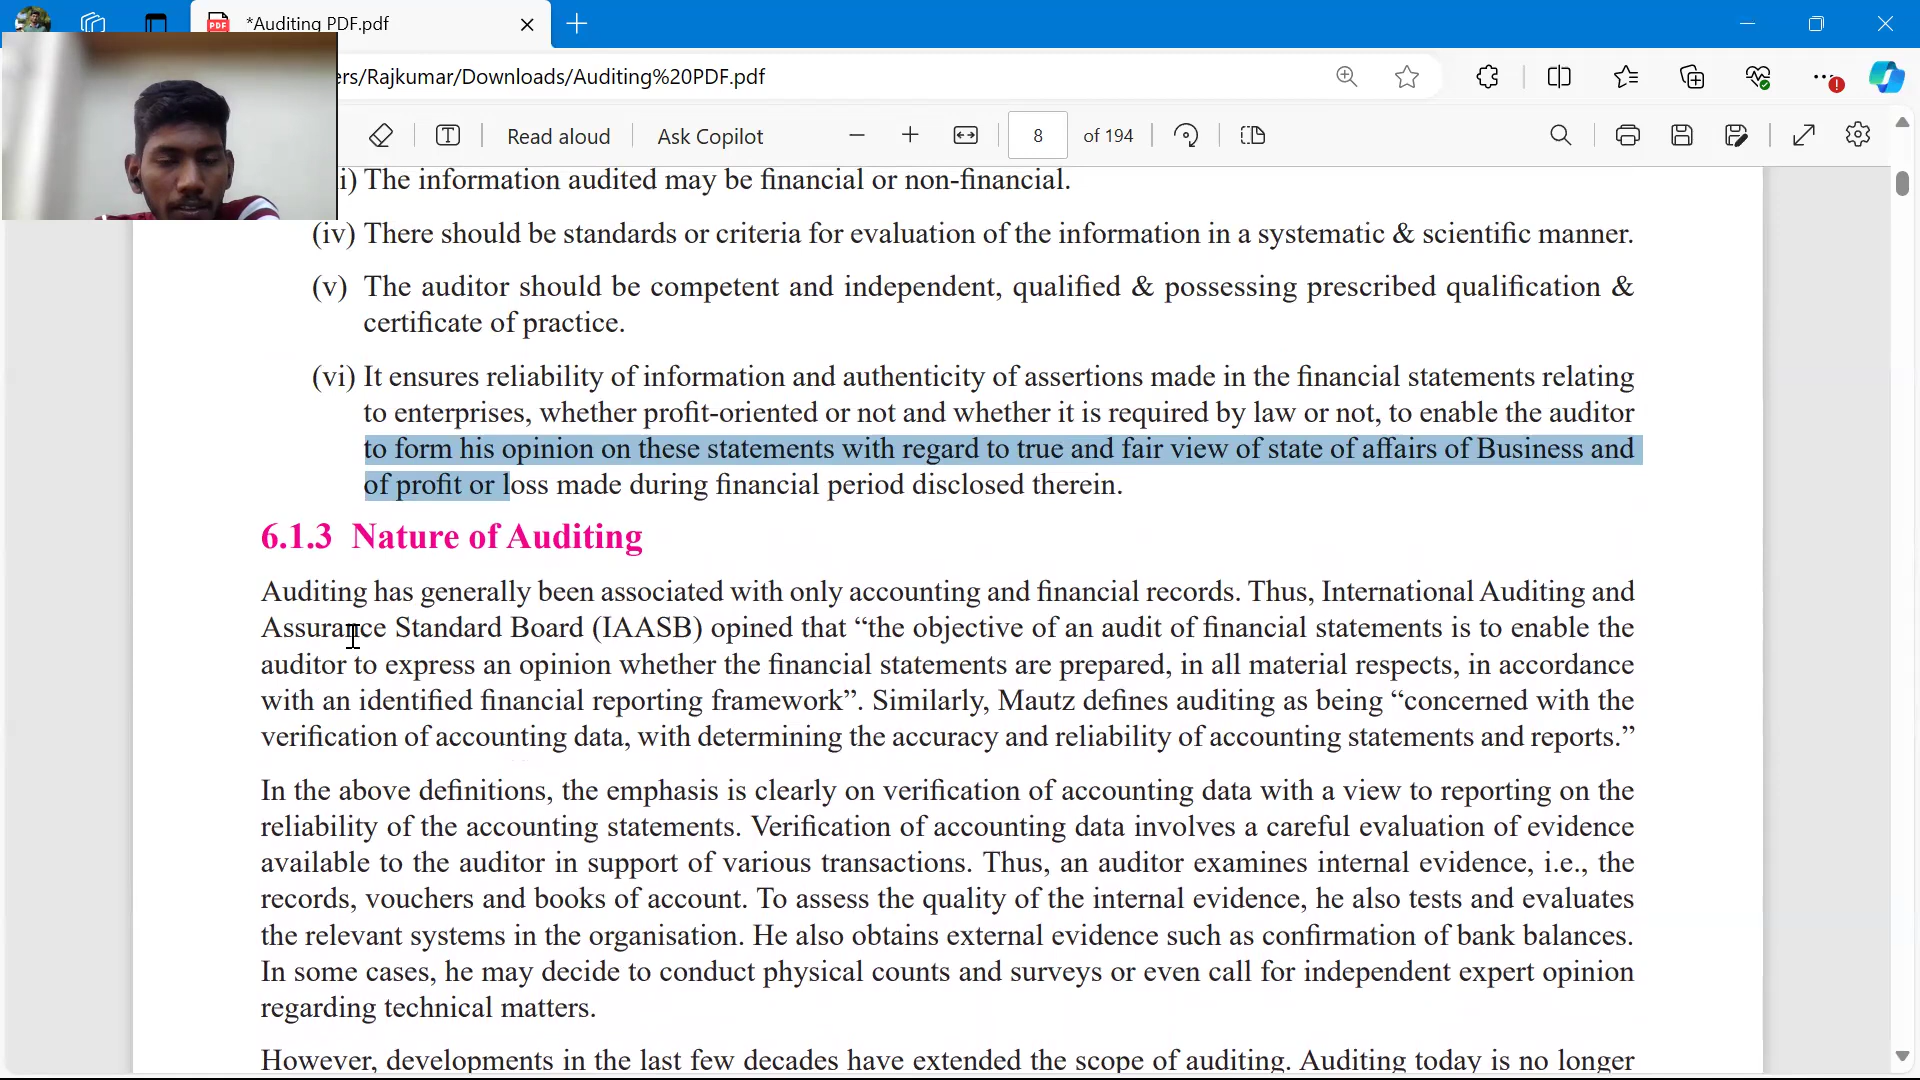 *Auditing PDF.pdf
ers/Rajkumar/Downloads/Auditing%20PDF.pdf
Read aloud
Ask Copilot
8 of 194
i) The information audited may be financial or non-financial.
(iv) There should be standards or criteria for evaluation of the information in a systematic & scientific manner.
(v) The auditor should be competent and independent, qualified & possessing prescribed qualification &
certificate of practice.
(vi) It ensures reliability of information and authenticity of assertions made in the financial statements relating
to enterprises, whether profit-oriented or not and whether it is required by law or not, to enable the auditor
to form his opinion on these statements with regard to true and fair view of state of affairs of Business and
of profit or loss made during financial period disclosed therein.
6.1.3 Nature of Auditing
Auditing has generally been associated with only accounting and financial records. Thus, International Auditing and
Assurance Standard Board (IAASB) opined that “the objective of an audit of financial statements is to enable the
auditor to express an opinion whether the financial statements are prepared, in all material respects, in accordance
with an identified financial reporting framework”. Similarly, Mautz defines auditing as being “concerned with the
verification of accounting data, with determining the accuracy and reliability of accounting statements and reports.”
In the above definitions, the emphasis is clearly on verification of accounting data with a view to reporting on the
reliability of the accounting statements. Verification of accounting data involves a careful evaluation of evidence
available to the auditor in support of various transactions. Thus, an auditor examines internal evidence, i.e., the
records, vouchers and books of account. To assess the quality of the internal evidence, he also tests and evaluates
the relevant systems in the organisation. He also obtains external evidence such as confirmation of bank balances.
In some cases, he may decide to conduct physical counts and surveys or even call for independent expert opinion
regarding technical matters.
However, developments in the last few decades have extended the scope of auditing. Auditing today is no longer